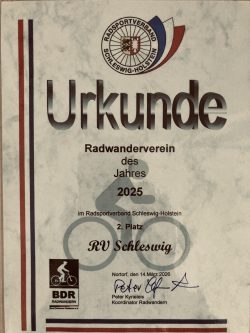 RADSPORTVERBAND
SCHLESWIG-HOLSTEIN
Urkunde
Radwanderverein
des
Jahres
2025
im Radsportverband Schleswig-Holstein
2. Platz
RV Schleswig
Nortorf, den 14.März 2026
Peter Kyrieleis
Koordinator Radwandern
BDR
RADWANDERN